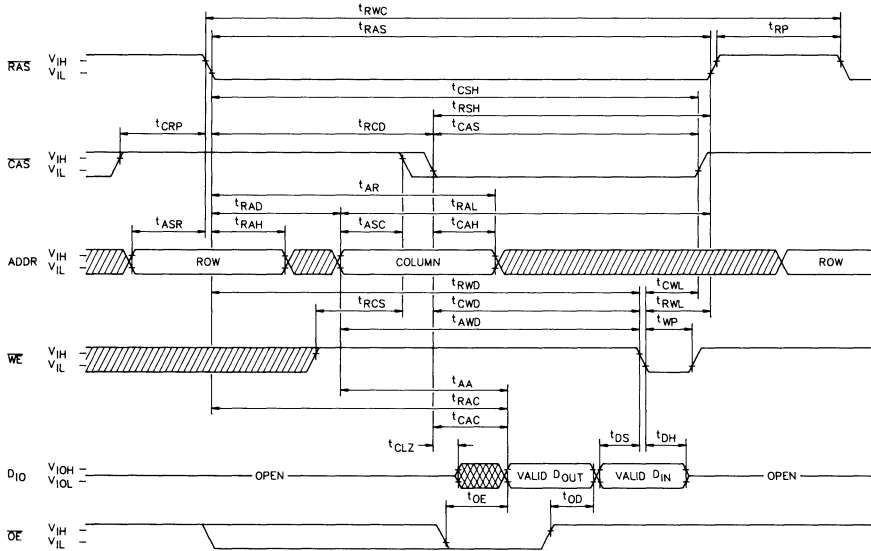 tRWC
tRAS tRP
RAS VIH
VIL
tCSH
tRSH
tCRP tRCD tCAS
CAS VIH
VIL
tAR
tRAD tRAL
tASR tRAH tASC tCAH
ADDR VIH
VIL
ROW COLUMN ROW
tRWD tCWL
tRCS tCWD tRWL
tAWD tWP
WE VIH
VIL
tAA
tRAC
tCAC
tCLZ tDS tDH
DIO VIOH
VIOL
OPEN VALID DOUT VALID DIN OPEN
tOE tOD
OE VIH
VIL